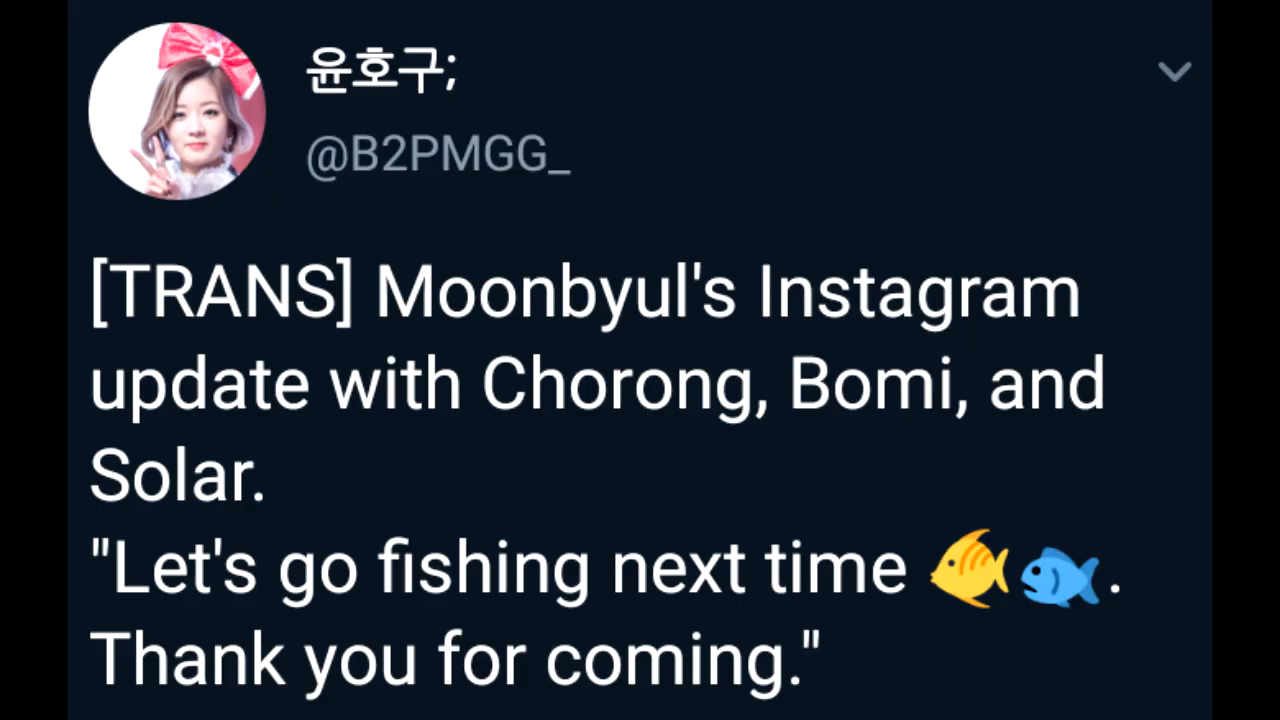 윤호구;
@B2PMGG_
[TRANS] Moonbyul's Instagram
update with Chorong, Bomi, and
Solar.
"Let's go fishing next time 🐠🐟.
Thank you for coming."